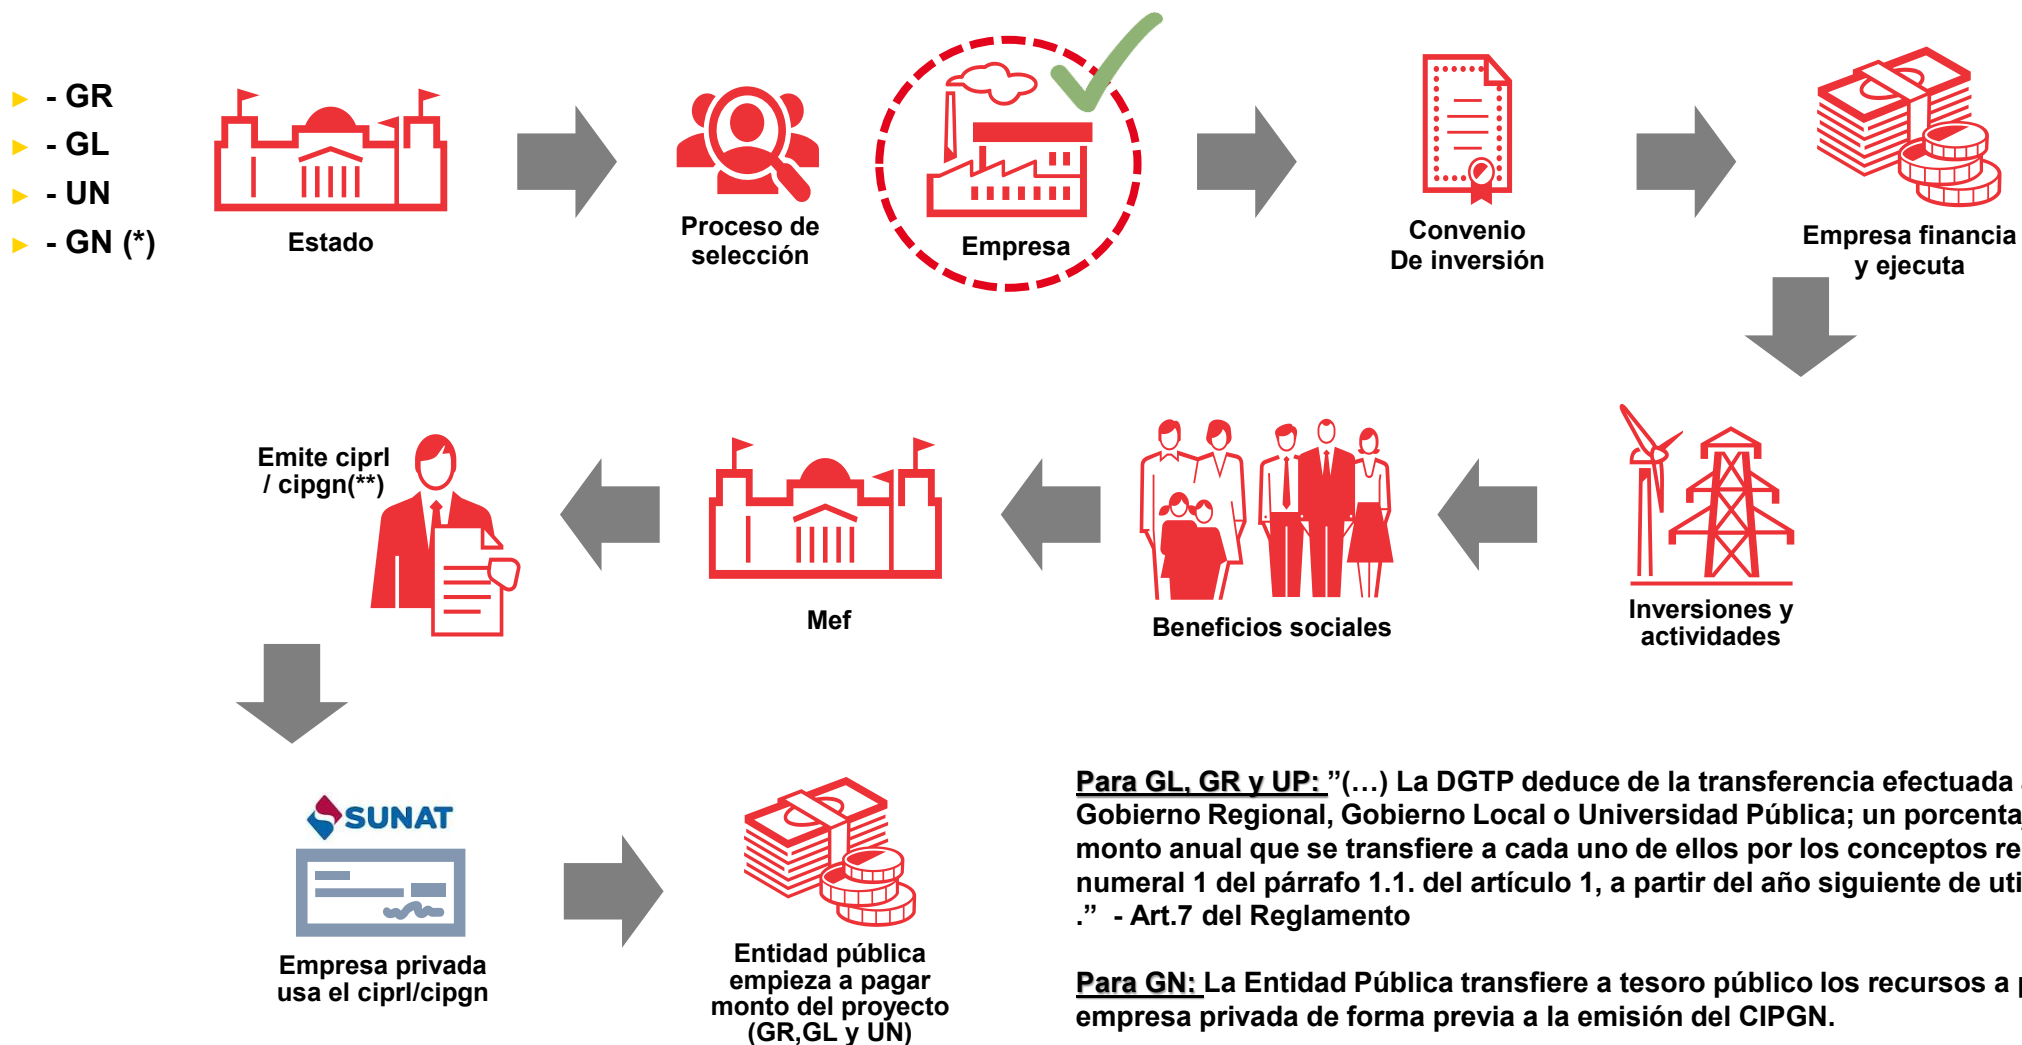 - GR
- GL
- UN
- GN (*)
Estado
Proceso de
selección
Empresa
Convenio
De inversión
Empresa financia
y ejecuta
Emite ciprl
/ cipgn(**)
Mef
Beneficios sociales
Inversiones y
actividades
SUNAT
Empresa privada
usa el ciprl/cipgn
Entidad pública
empieza a pagar
monto del proyecto
(GR,GL y UN)
Para GL, GR y UP: ”(…) La DGTP deduce de la transferencia efectuada
Gobierno Regional, Gobierno Local o Universidad Pública; un
monto anual que se transfiere a cada uno de ellos por los conceptos
numeral 1 del párrafo 1.1. del artículo 1, a partir del año siguiente de
.” - Art.7 del Reglamento
Para GN: La Entidad Pública transfiere a tesoro público los recursos a
empresa privada de forma previa a la emisión del CIPGN.